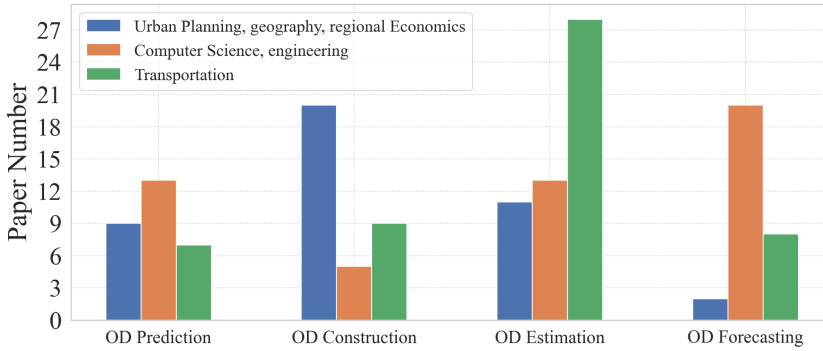 Urban Planning, geography, regional Economics
Computer Science, engineering
Transportation
Paper Number
27
24
21
18
15
12
9
6
3
0
OD Prediction
OD Construction
OD Estimation
OD Forecasting